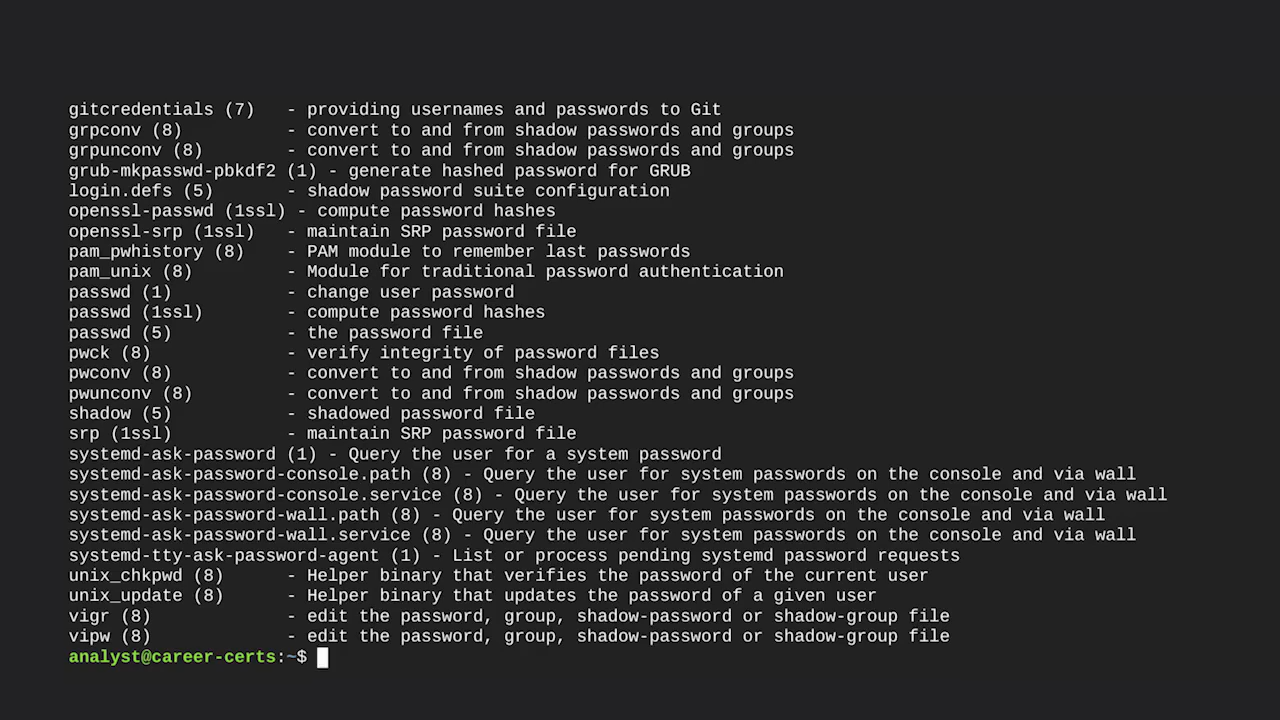 gitcredentials (7)   - providing usernames and passwords to Git
grpconv (8)          - convert to and from shadow passwords and groups
grpunconv (8)        - convert to and from shadow passwords and groups
grub-mkpasswd-pbkdf2 (1) - generate hashed password for GRUB
login.defs (5)       - shadow password suite configuration
openssl-passwd (1ssl) - compute password hashes
openssl-srp (1ssl)   - maintain SRP password file
pam_pwhistory (8)    - PAM module to remember last passwords
pam_unix (8)         - Module for traditional password authentication
passwd (1)           - change user password
passwd (1ssl)        - compute password hashes
passwd (5)           - the password file
pwck (8)             - verify integrity of password files
pwconv (8)           - convert to and from shadow passwords and groups
pwunconv (8)         - convert to and from shadow passwords and groups
shadow (5)           - shadowed password file
srp (1ssl)           - maintain SRP password file
systemd-ask-password (1) - Query the user for a system password
systemd-ask-password-console.path (8) - Query the user for system passwords on the console and via wall
systemd-ask-password-console.service (8) - Query the user for system passwords on the console and via wall
systemd-ask-password-wall.path (8) - Query the user for system passwords on the console and via wall
systemd-ask-password-wall.service (8) - Query the user for system passwords on the console and via wall
systemd-tty-ask-password-agent (1) - List or process pending systemd password requests
unix_chkpwd (8)      - Helper binary that verifies the password of the current user
unix_update (8)      - Helper binary that updates the password of a given user
vigr (8)             - edit the password, group, shadow-password or shadow-group file
vipw (8)             - edit the password, group, shadow-password or shadow-group file
analyst@career-certs:~$